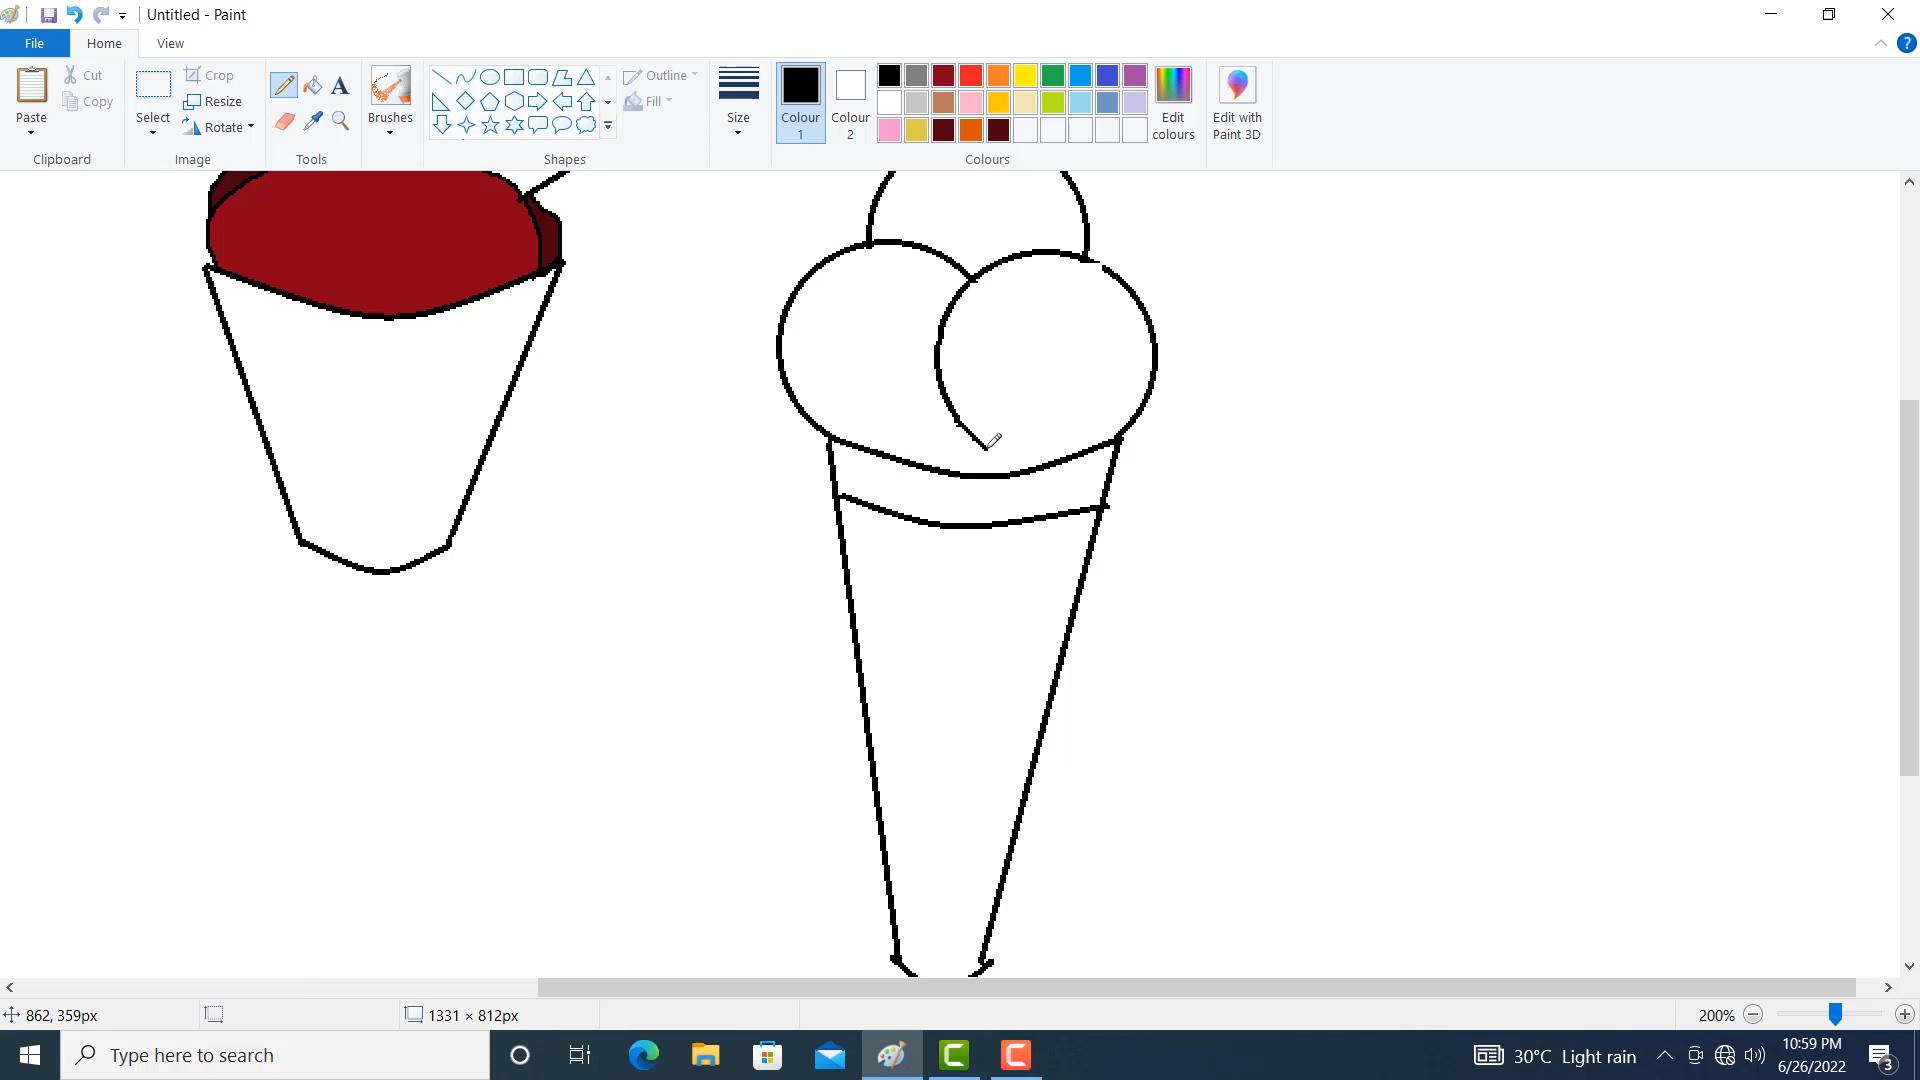 Untitled - Paint
File Home View
Paste
Cut
Copy
Clipboard
Select
Crop
Resize
Rotate
Image
Tools
Brushes
Shapes
Outline
Fill
Size
Colour 1
Colour 2
Edit colours
Colours
Edit with Paint 3D
862, 359px
1331 × 812px
200%
Type here to search
30°C Light rain
10:59 PM
6/26/2022
3